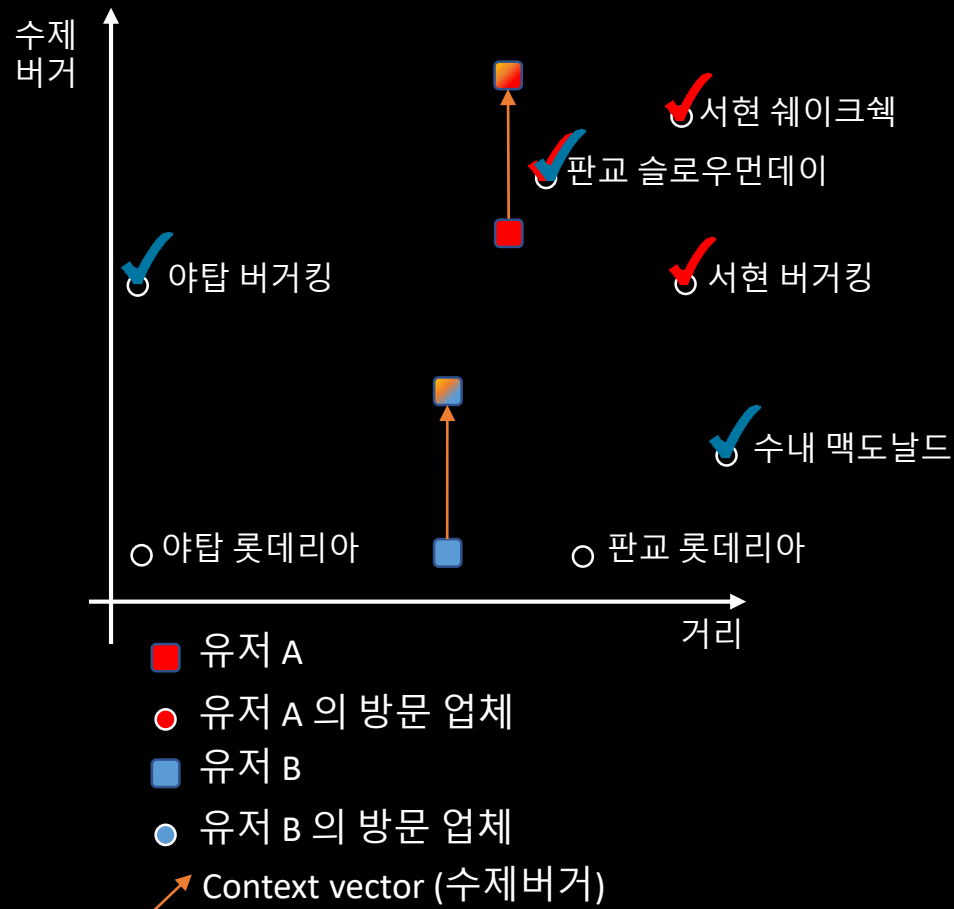 수제
버거
서현 쉐이크쉑
판교 슬로우먼데이
야탑 버거킹
서현 버거킹
수내 맥도날드
야탑 롯데리아
판교 롯데리아
거리
유저 A
유저 A 의 방문 업체
유저 B
유저 B 의 방문 업체
Context vector (수제버거)